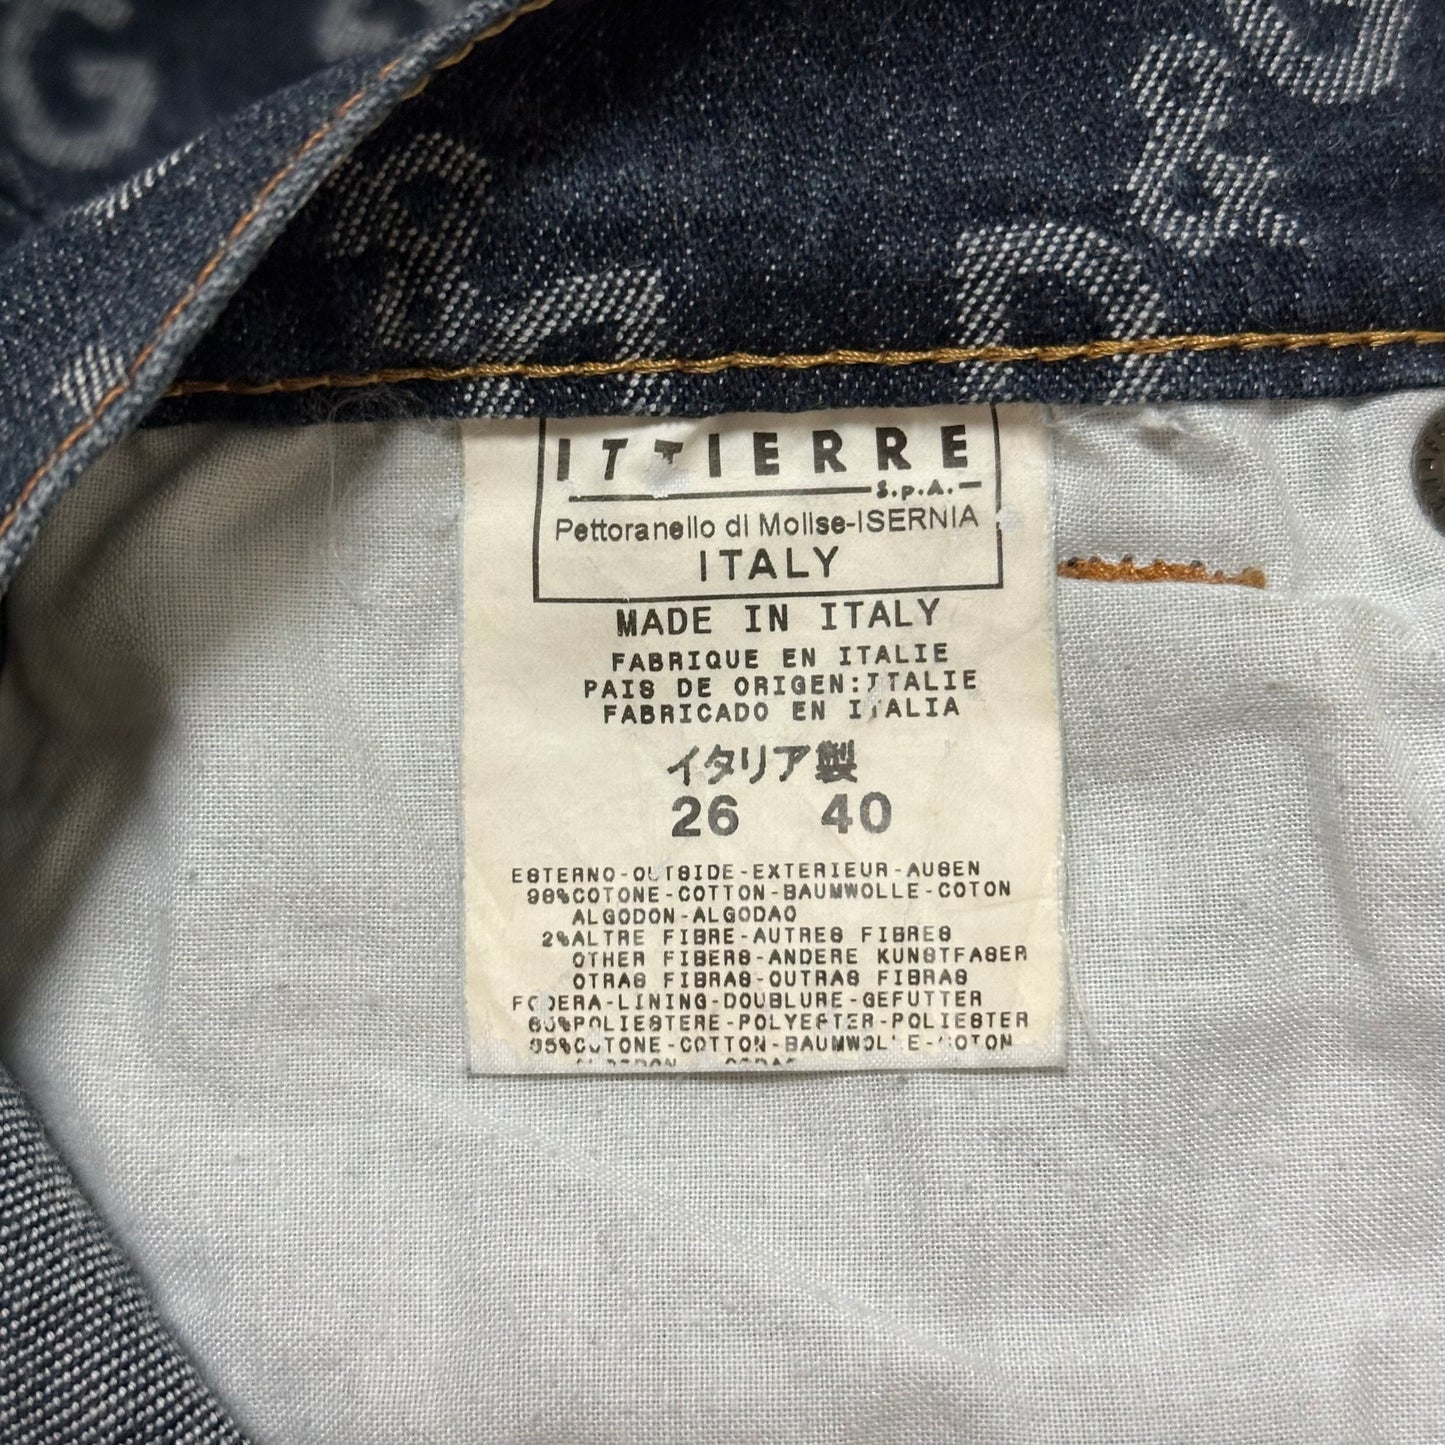 ITTIERRE
S.p.A.
Pettoranello di Molise-ISERNIA
ITALY
MADE IN ITALY
FABRIQUE EN ITALIE
PAIS DE ORIGEN:ITALIE
FABRICADO EN ITALIA
イタリア製
26 40
ESTERNO-OUTSIDE-EXTERIEUR-AUSEN
98%COTONE-COTTON-BAUMWOLLE-COTON
ALGODON-ALGODAO
2%ALTRE FIBRE-AUTRES FIBRES
OTHER FIBERS-ANDERE KUNSTFASER
OTRAS FIBRAS-OUTRAS FIBRAS
FODERA-LINING-DOUBLURE-GEFUTTER
POLIESTERE-POLYESTER-POLIESTER
COTONE-COTTON-BAUMWOLLE-COTON